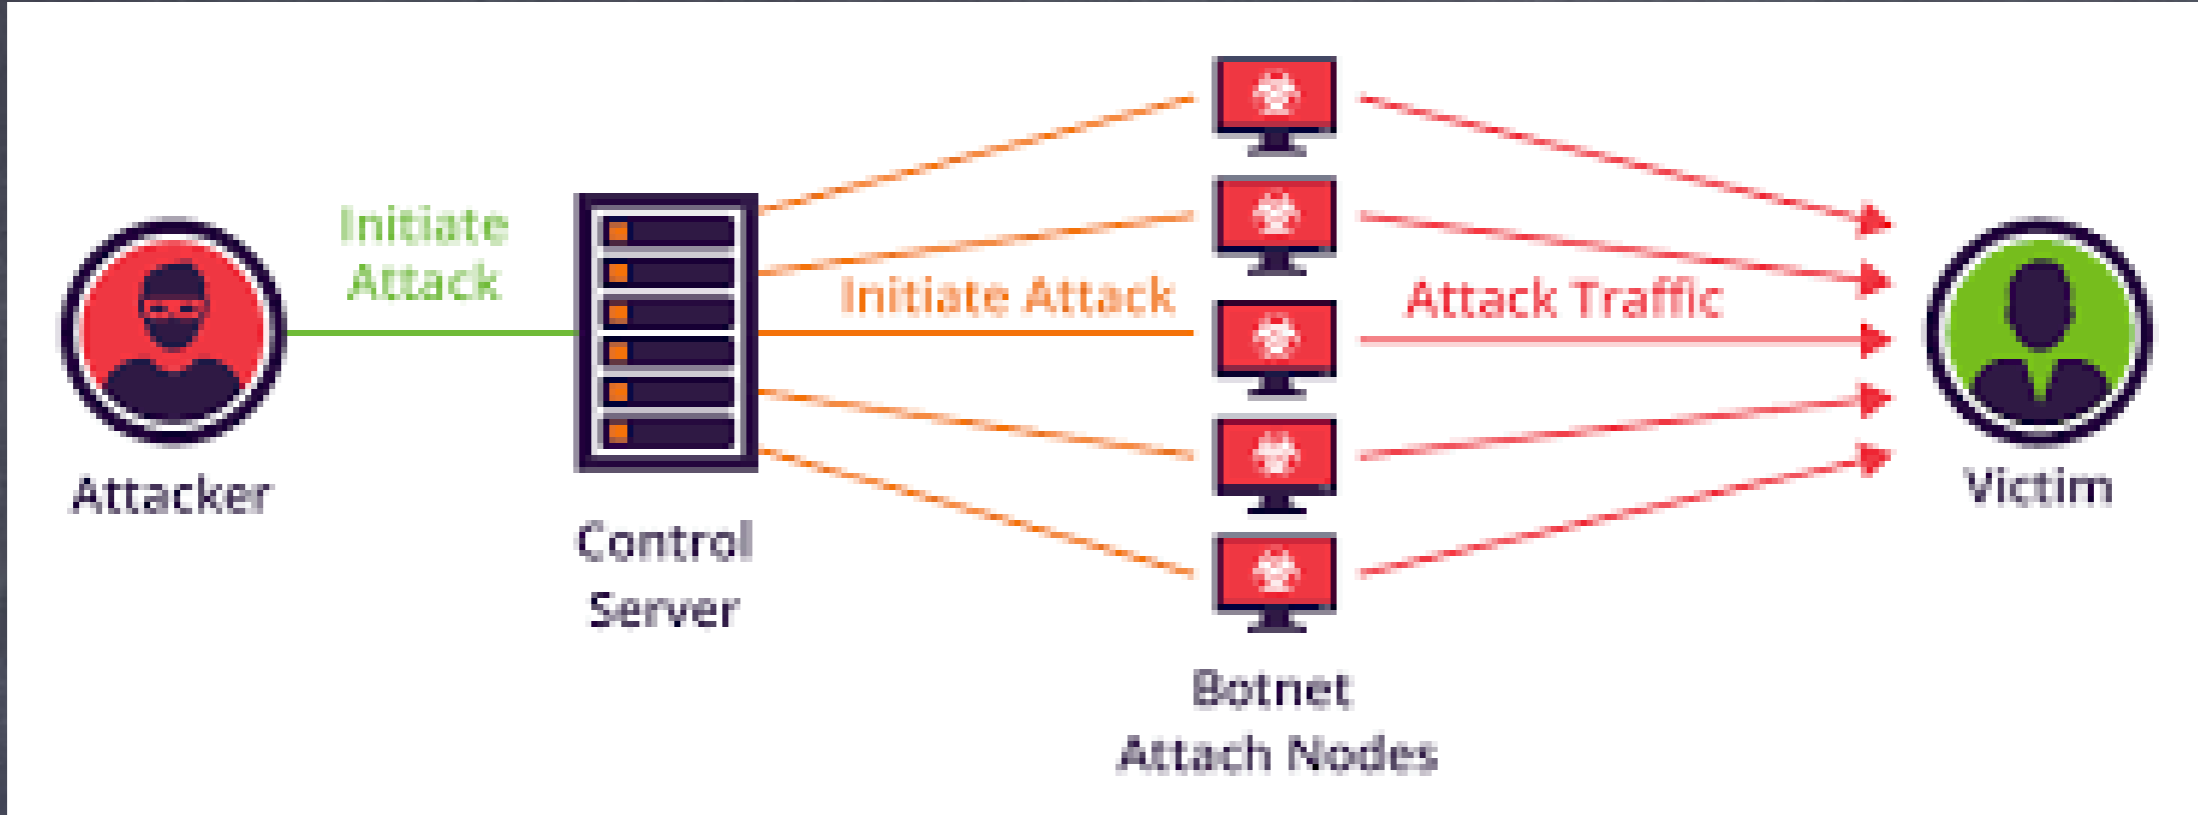 Initiate
Attack
Attacker
Control
Server
Initiate Attack
Botnet
Attach Nodes
Attack Traffic
Victim